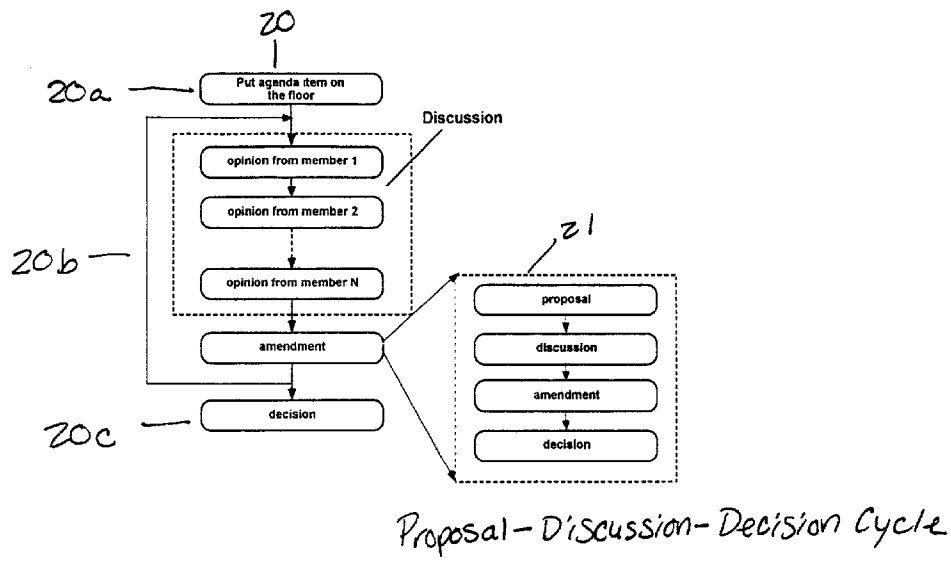 20
20a
Put agenda item on
the floor
Discussion
opinion from member 1
opinion from member 2
20b
opinion from member N
21
proposal
amendment
discussion
amendment
20c
decision
decision
Proposal-Discussion-Decision Cycle